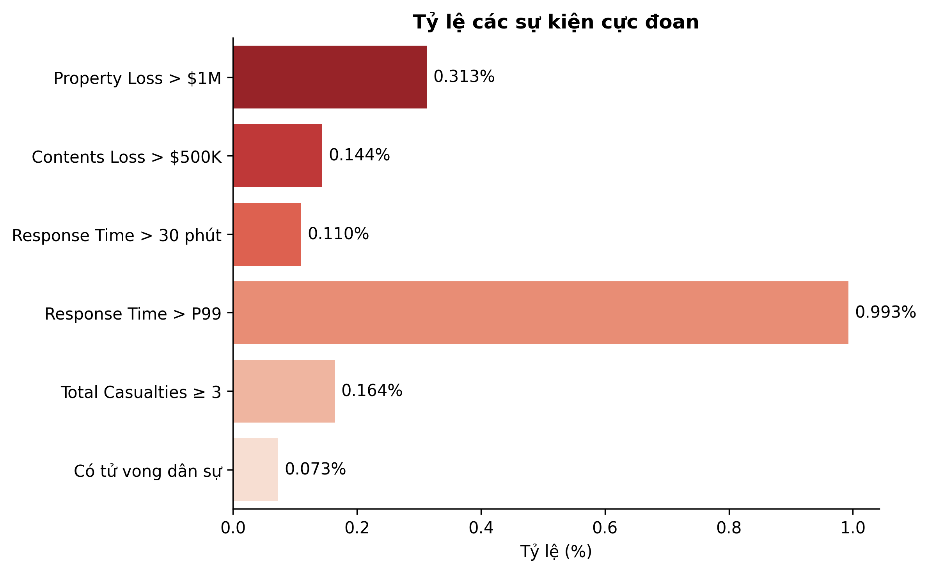 Tỷ lệ các sự kiện cực đoan
Property Loss > $1M
0.313%
Contents Loss > $500K
0.144%
Response Time > 30 phút
0.110%
Response Time > P99
0.993%
Total Casualties ≥ 3
0.164%
Có tử vong dân sự
0.073%
0.0 0.2 0.4 0.6 0.8 1.0
Tỷ lệ (%)